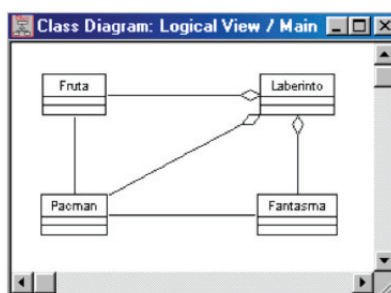 Class Diagram: Logical View / Main
Fruta
Laberinto
Pacman
Fantasma